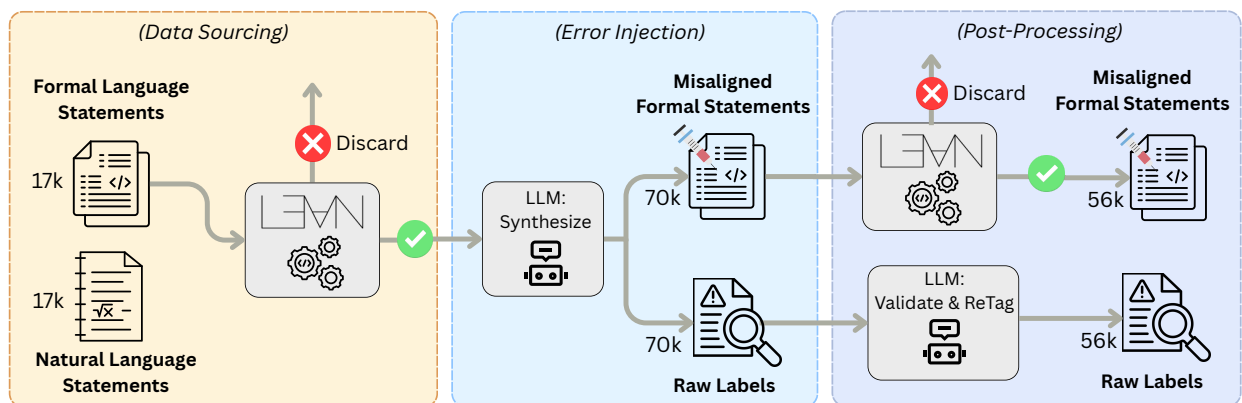 (Data Sourcing)
Formal Language
Statements
17k
17k
Natural Language
Statements
Discard
LEAN
(Error Injection)
LLM:
Synthesize
Misaligned
Formal Statements
70k
70k
Raw Labels
(Post-Processing)
Discard
LEAN
Misaligned
Formal Statements
56k
LLM:
Validate & ReTag
56k
Raw Labels